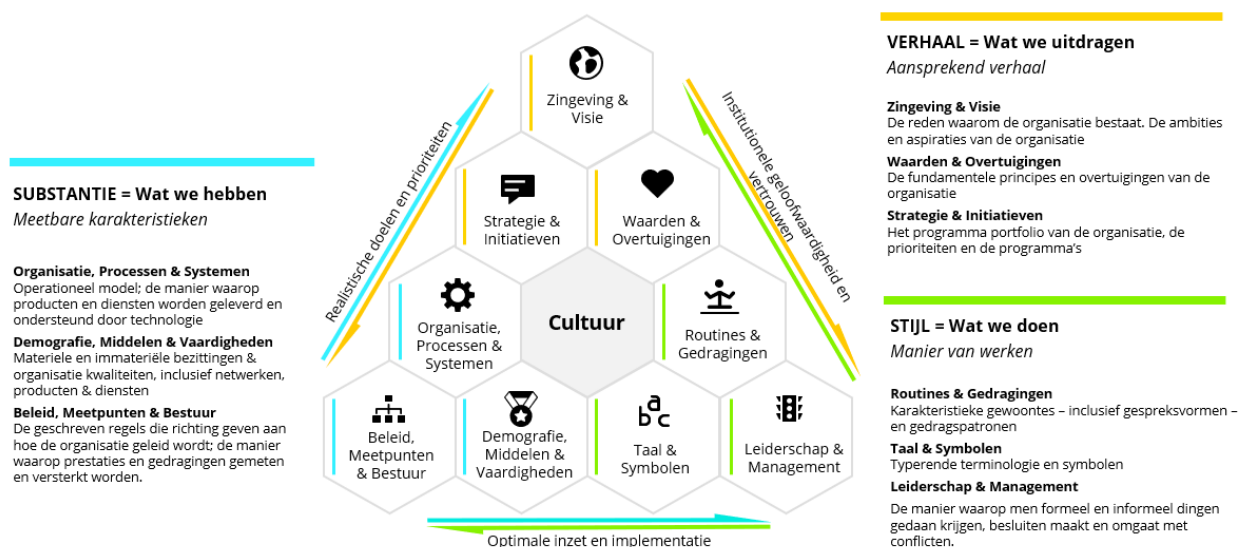 SUBSTANTIE = Wat we hebben
Meetbare karakteristieken
Organisatie, Processen & Systemen
Operationeel model; de manier waarop
producten en diensten worden geleverd en
ondersteund door technologie
Demografie, Middelen & Vaardigheden
Materiele en immateriële bezittingen &
organisatie kwaliteiten, inclusief netwerken,
producten & diensten
Beleid, Meetpunten & Bestuur
De geschreven regels die richting geven aan
hoe de organisatie geleid wordt; de manier
waarop prestaties en gedragingen gemeten
en versterkt worden.
Realistische doelen en prioriteiten
Zingeving &
Visie
Strategie &
Initiatieven
Waarden &
Overtuigingen
Organisatie,
Processen &
Systemen
Cultuur
Routines &
Gedragingen
Beleid,
Meetpunten
& Bestuur
Demografie,
Middelen &
Vaardigheden
a
b c
Taal &
Symbolen
Leiderschap &
Management
Institutionele geloofwaardigheid en
vertrouwen
Optimale inzet en implementatie
VERHAAL = Wat we uitdragen
Aansprekend verhaal
Zingeving & Visie
De reden waarom de organisatie bestaat. De ambities
en aspiraties van de organisatie
Waarden & Overtuigingen
De fundamentele principes en overtuigingen van de
organisatie
Strategie & Initiatieven
Het programma portfolio van de organisatie, de
prioriteiten en de programma's
STIJL = Wat we doen
Manier van werken
Routines & Gedragingen
Karakteristieke gewoontes – inclusief gespreksvormen –
en gedragspatronen
Taal & Symbolen
Typerende terminologie en symbolen
Leiderschap & Management
De manier waarop men formeel en informeel dingen
gedaan krijgen, besluiten maakt en omgaat met
conflicten.